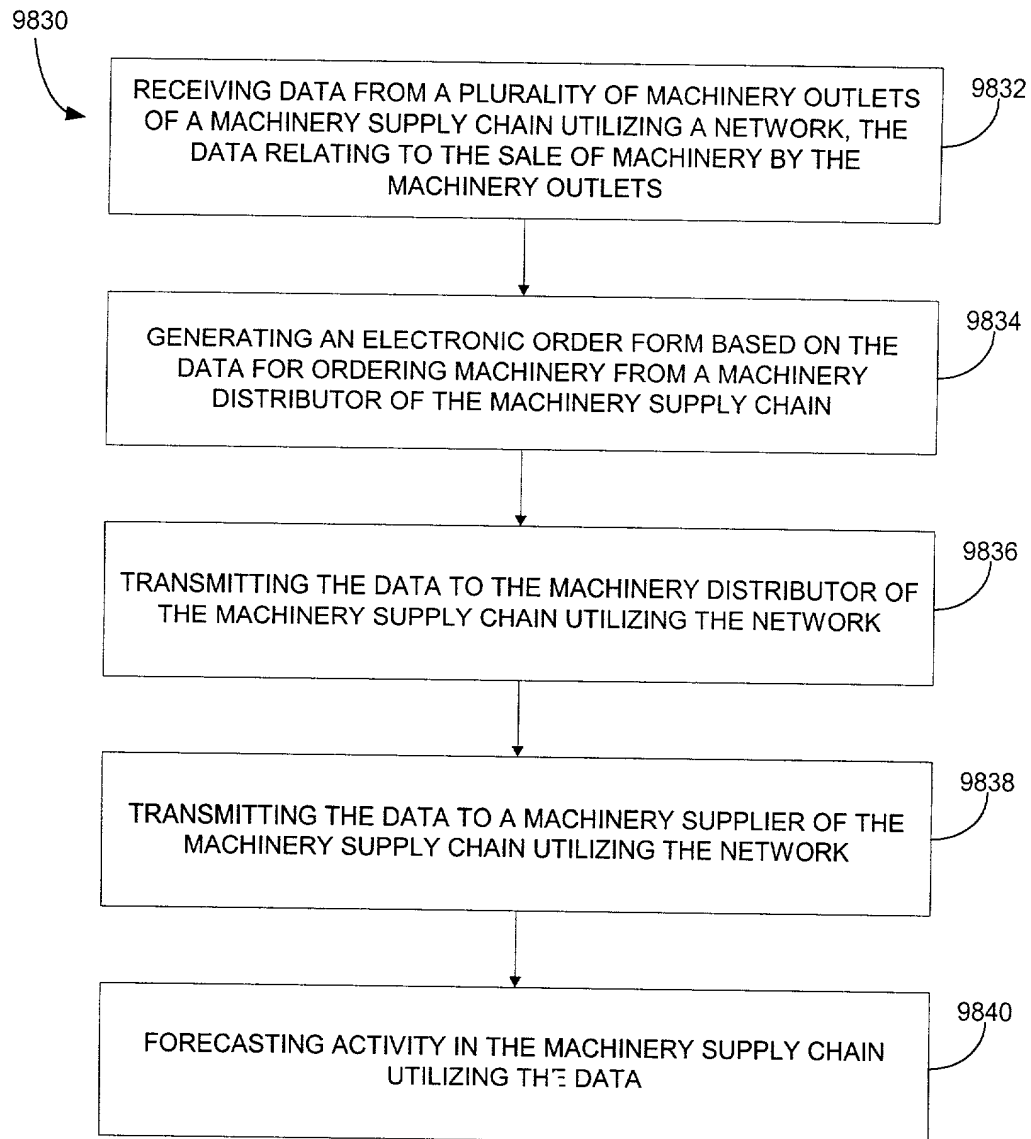 9830
RECEIVING DATA FROM A PLURALITY OF MACHINERY OUTLETS
OF A MACHINERY SUPPLY CHAIN UTILIZING A NETWORK, THE
DATA RELATING TO THE SALE OF MACHINERY BY THE
MACHINERY OUTLETS
9832
GENERATING AN ELECTRONIC ORDER FORM BASED ON THE
DATA FOR ORDERING MACHINERY FROM A MACHINERY
DISTRIBUTOR OF THE MACHINERY SUPPLY CHAIN
9834
TRANSMITTING THE DATA TO THE MACHINERY DISTRIBUTOR OF
THE MACHINERY SUPPLY CHAIN UTILIZING THE NETWORK
9836
TRANSMITTING THE DATA TO A MACHINERY SUPPLIER OF THE
MACHINERY SUPPLY CHAIN UTILIZING THE NETWORK
9838
FORECASTING ACTIVITY IN THE MACHINERY SUPPLY CHAIN
UTILIZING THE DATA
9840